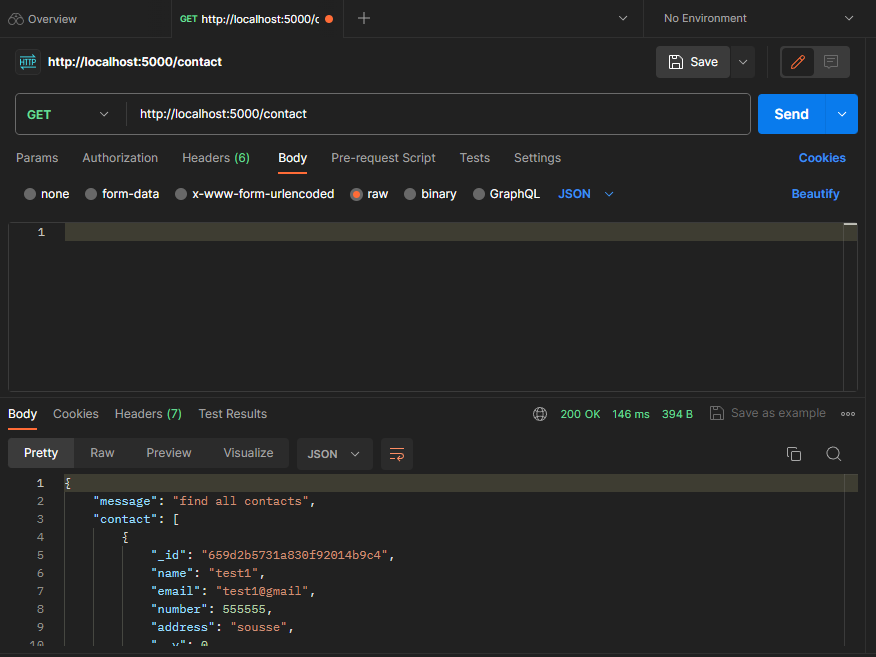 Overview
GET http://localhost:5000/c
No Environment
HTTP http://localhost:5000/contact
Save
GET http://localhost:5000/contact
Send
Params Authorization Headers (6) Body Pre-request Script Tests Settings Cookies
none form-data x-www-form-urlencoded raw binary GraphQL JSON Beautify
1
Body Cookies Headers (7) Test Results 200 OK 146 ms 394 B Save as example
Pretty Raw Preview Visualize JSON
1 {
2 "message": "find all contacts",
3 "contact": [
4 {
5 "_id": "659d2b5731a830f92014b9c4",
6 "name": "test1",
7 "email": "test1@gmail",
8 "number": 555555,
9 "address": "sousse",
10 "__v": 0